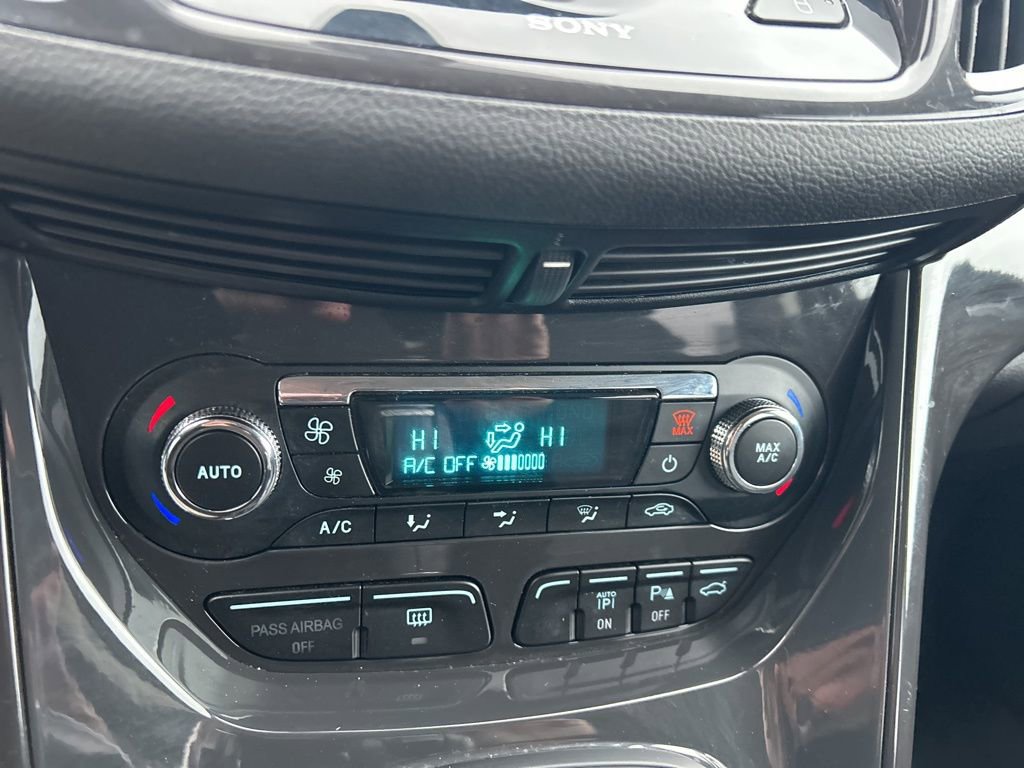 SONY
AUTO
HI
HI
A/C OFF
MAX
MAX
A/C
A/C
PASS AIRBAG
OFF
AUTO
P
ON
P
OFF